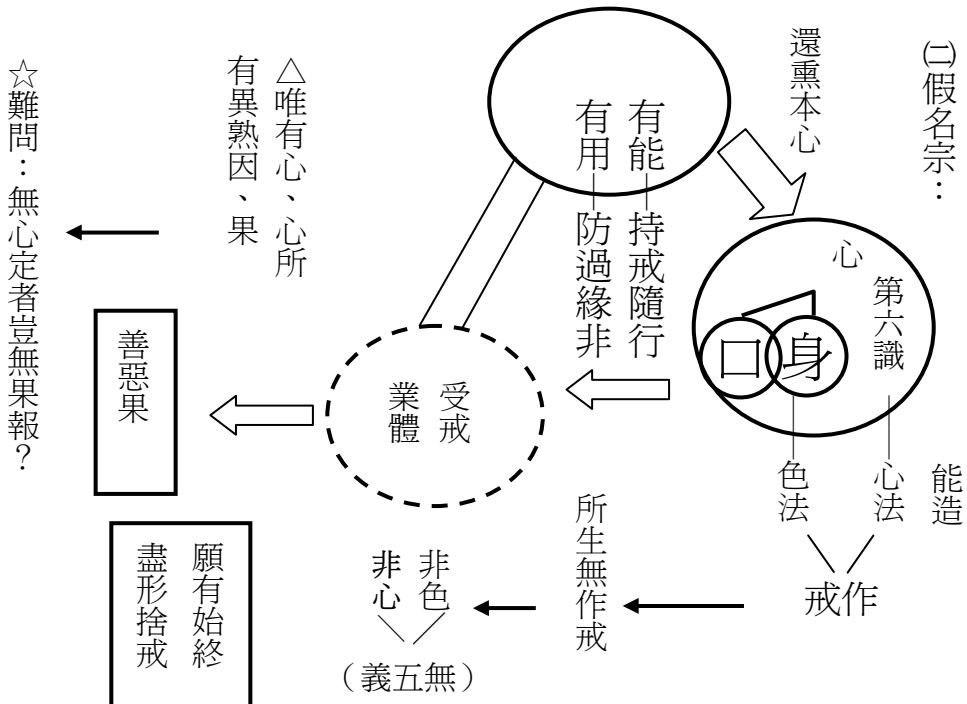 ㈡假名宗：
還熏本心
有能—持戒隨行
有用—防過緣非
△唯有心、心所
有異熟因、果
☆難問：無心定者豈無果報？
第六識
心
身
口
能造
心法
色法
戒作
受戒
業體
善惡果
所生無作戒
非色
非心
（義五無）
願有始終
盡形捨戒